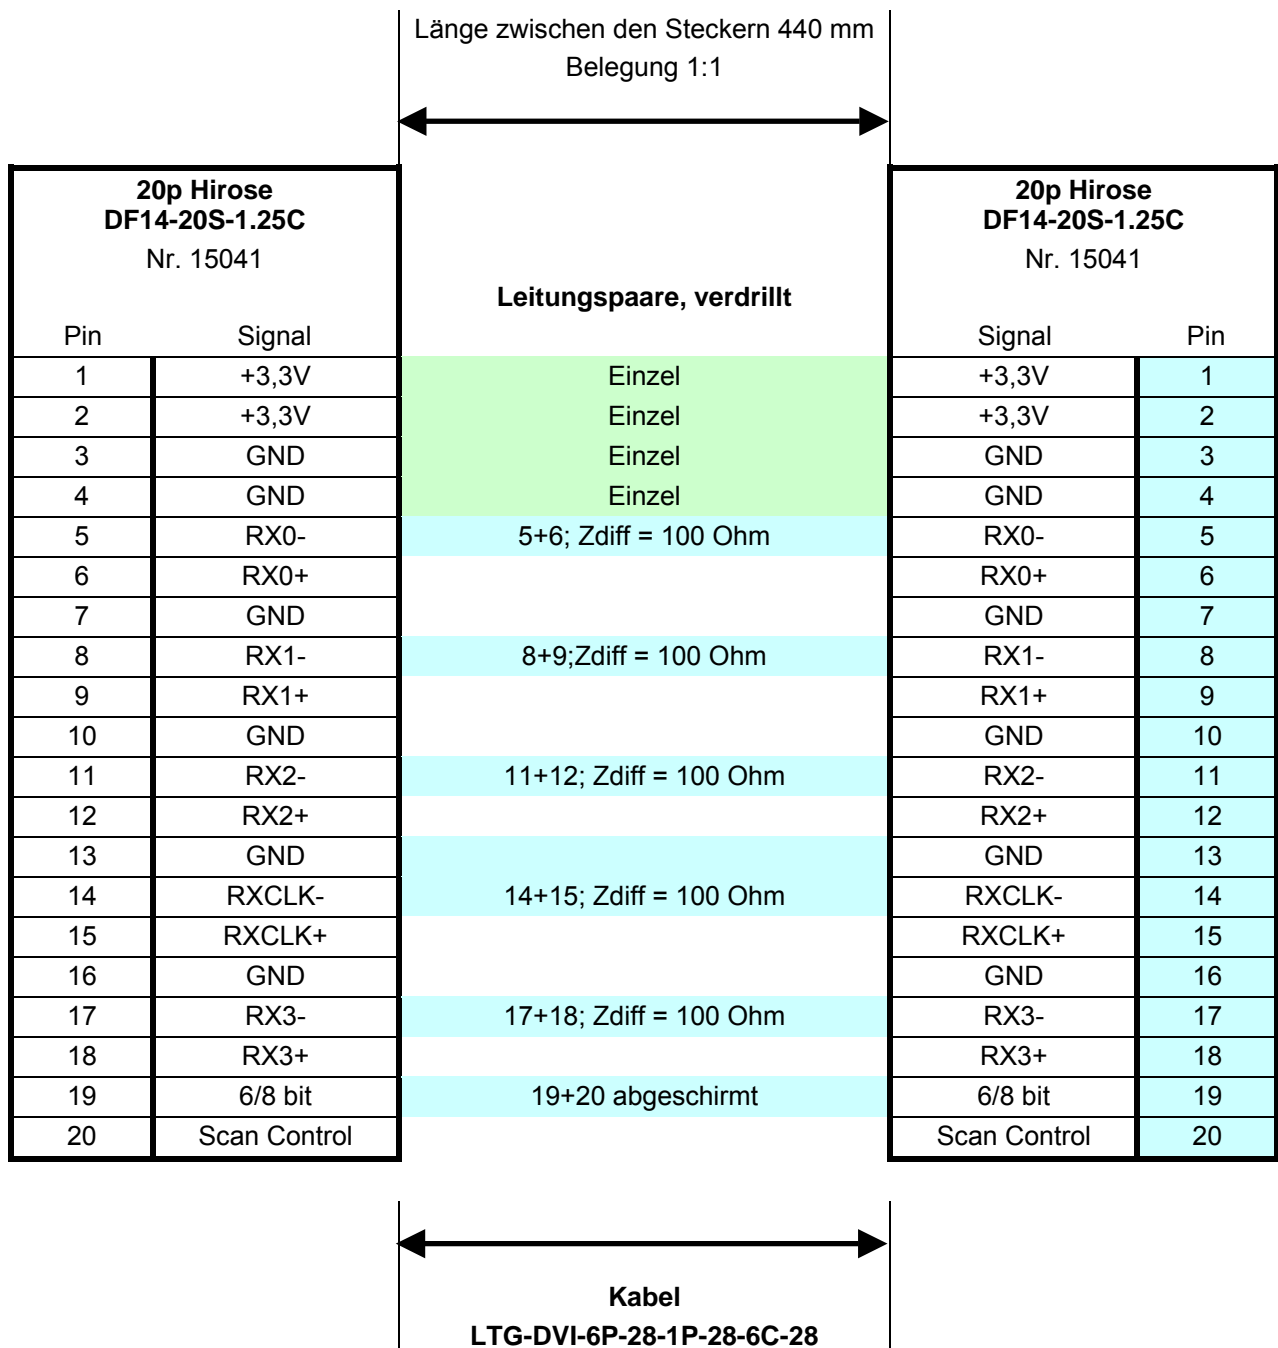 Länge zwischen den Steckern 440 mm
Belegung 1:1
20p Hirose
DF14-20S-1.25C
Nr. 15041
20p Hirose
DF14-20S-1.25C
Nr. 15041
Leitungspaare, verdrillt
Pin Signal Signal Pin
1 +3,3V Einzel +3,3V 1
2 +3,3V Einzel +3,3V 2
3 GND Einzel GND 3
4 GND Einzel GND 4
5 RX0- 5+6; Zdiff = 100 Ohm RX0- 5
6 RX0+ RX0+ 6
7 GND GND 7
8 RX1- 8+9;Zdiff = 100 Ohm RX1- 8
9 RX1+ RX1+ 9
10 GND GND 10
11 RX2- 11+12; Zdiff = 100 Ohm RX2- 11
12 RX2+ RX2+ 12
13 GND GND 13
14 RXCLK- 14+15; Zdiff = 100 Ohm RXCLK- 14
15 RXCLK+ RXCLK+ 15
16 GND GND 16
17 RX3- 17+18; Zdiff = 100 Ohm RX3- 17
18 RX3+ RX3+ 18
19 6/8 bit 19+20 abgeschirmt 6/8 bit 19
20 Scan Control Scan Control 20
Kabel
LTG-DVI-6P-28-1P-28-6C-28